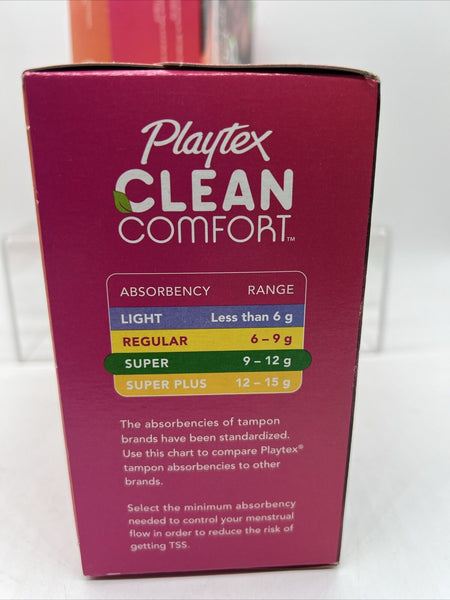 Playtex
CLEAN
COMFORT™
ABSORBENCY RANGE
LIGHT Less than 6 g
REGULAR 6 – 9 g
SUPER 9 – 12 g
SUPER PLUS 12 – 15 g
The absorbencies of tampon
brands have been standardized.
Use this chart to compare Playtex®
tampon absorbencies to other
brands.
Select the minimum absorbency
needed to control your menstrual
flow in order to reduce the risk of
getting TSS.